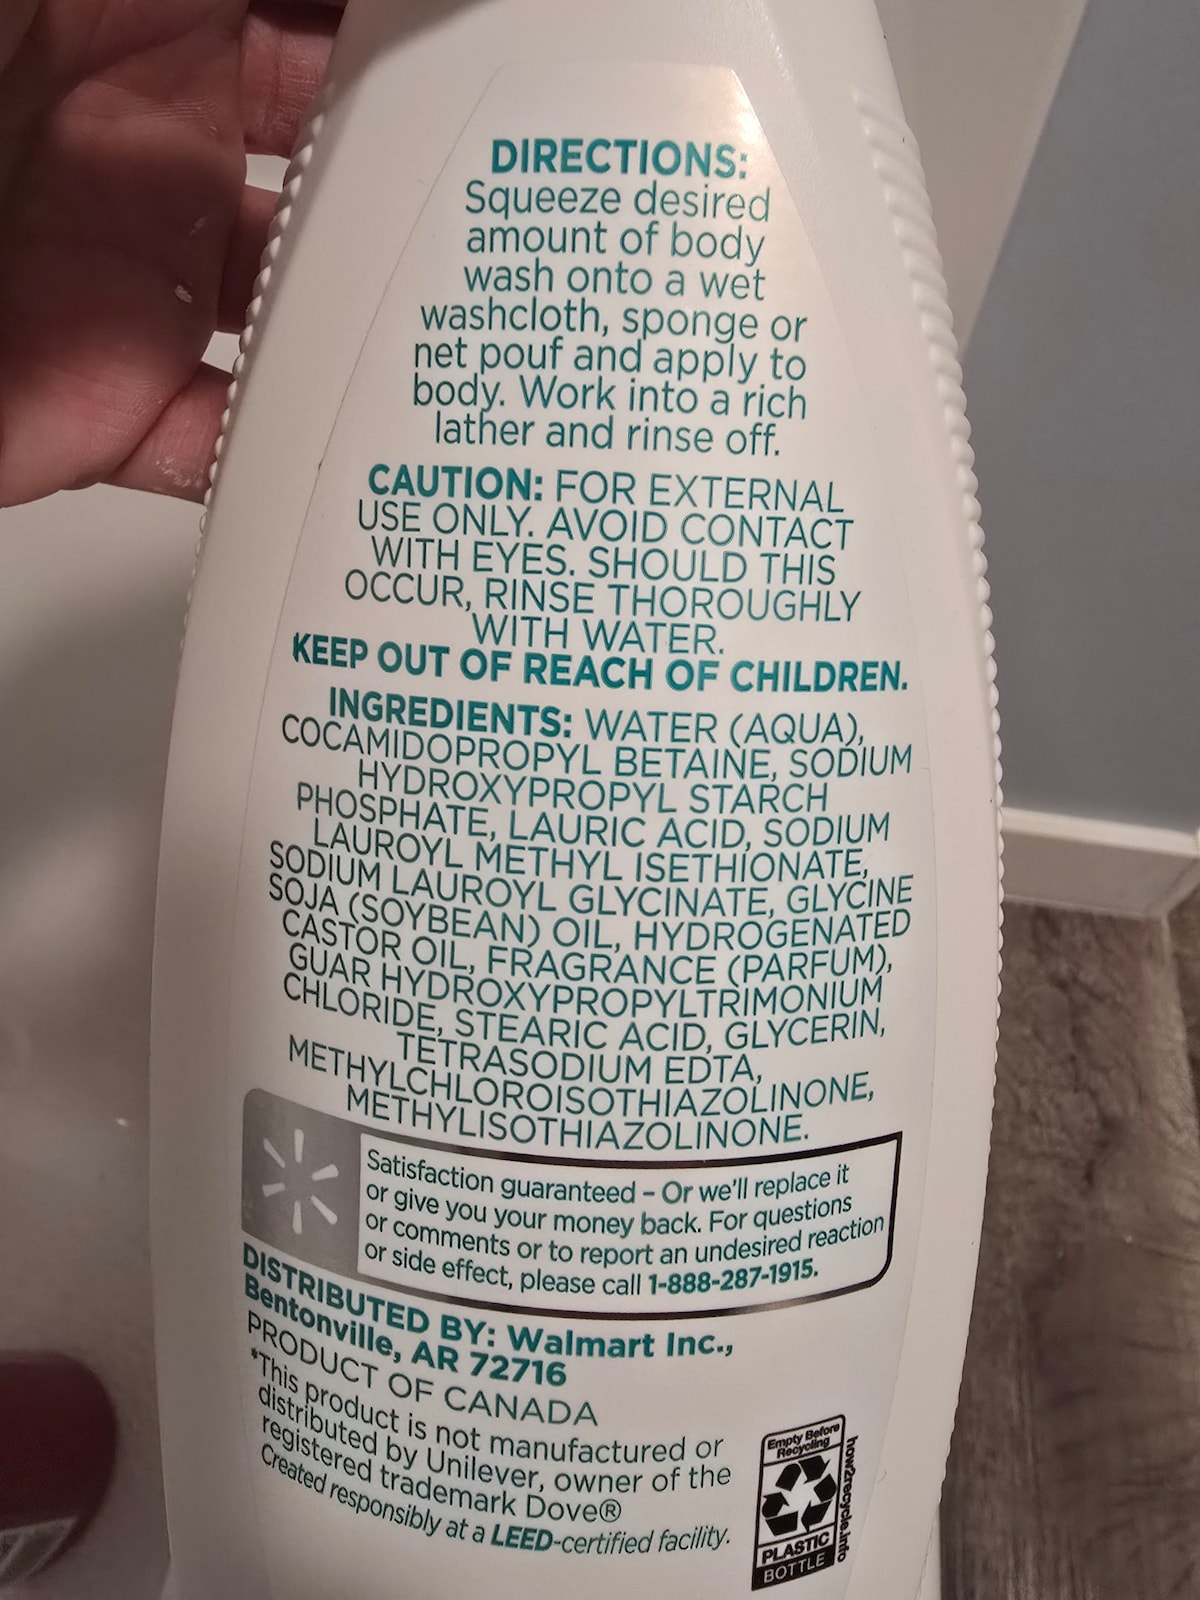 DIRECTIONS:
Squeeze desired
amount of body
wash onto a wet
washcloth, sponge or
net pouf and apply to
body. Work into a rich
lather and rinse off.
CAUTION: FOR EXTERNAL
USE ONLY. AVOID CONTACT
WITH EYES. SHOULD THIS
OCCUR, RINSE THOROUGHLY
WITH WATER.
KEEP OUT OF REACH OF CHILDREN.
INGREDIENTS: WATER (AQUA),
COCAMIDOPROPYL BETAINE, SODIUM
HYDROXYPROPYL STARCH
PHOSPHATE, LAURIC ACID, SODIUM
LAUROYL METHYL ISETHIONATE,
SODIUM LAUROYL GLYCINATE, GLYCINE
SOJA (SOYBEAN) OIL, HYDROGENATED
CASTOR OIL, FRAGRANCE (PARFUM),
GUAR HYDROXYPROPYLTRIMONIUM
CHLORIDE, STEARIC ACID, GLYCERIN,
TETRASODIUM EDTA,
METHYLCHLOROISOTHIAZOLINONE,
METHYLISOTHIAZOLINONE.
Satisfaction guaranteed – Or we'll replace it
or give you your money back. For questions
or comments or to report an undesired reaction
or side effect, please call 1-888-287-1915.
DISTRIBUTED BY: Walmart Inc.,
Bentonville, AR 72716
PRODUCT OF CANADA
*This product is not manufactured or
distributed by Unilever, owner of the
registered trademark Dove®
Created responsibly at a LEED-certified facility.
Empty Before
Recycling
PLASTIC
BOTTLE
how2recycle.info